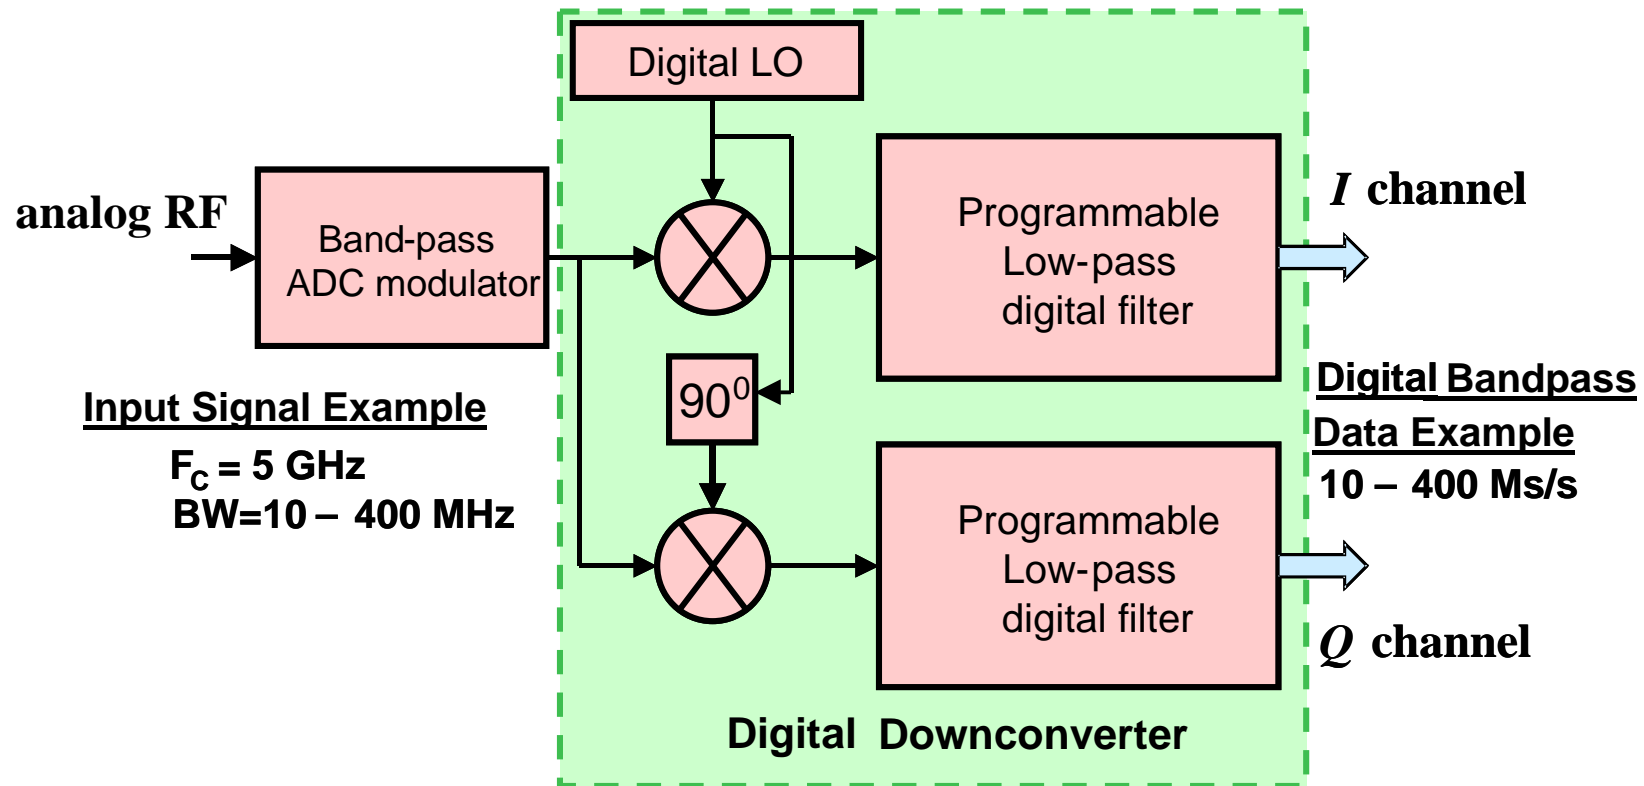 Digital LO
analog RF
Band-pass
ADC modulator
Programmable
Low-pass
digital filter
I channel
90⁰
Input Signal Example
F_C = 5 GHz
BW=10 – 400 MHz
Digital Bandpass
Data Example
10 – 400 Ms/s
Programmable
Low-pass
digital filter
Q channel
Digital Downconverter